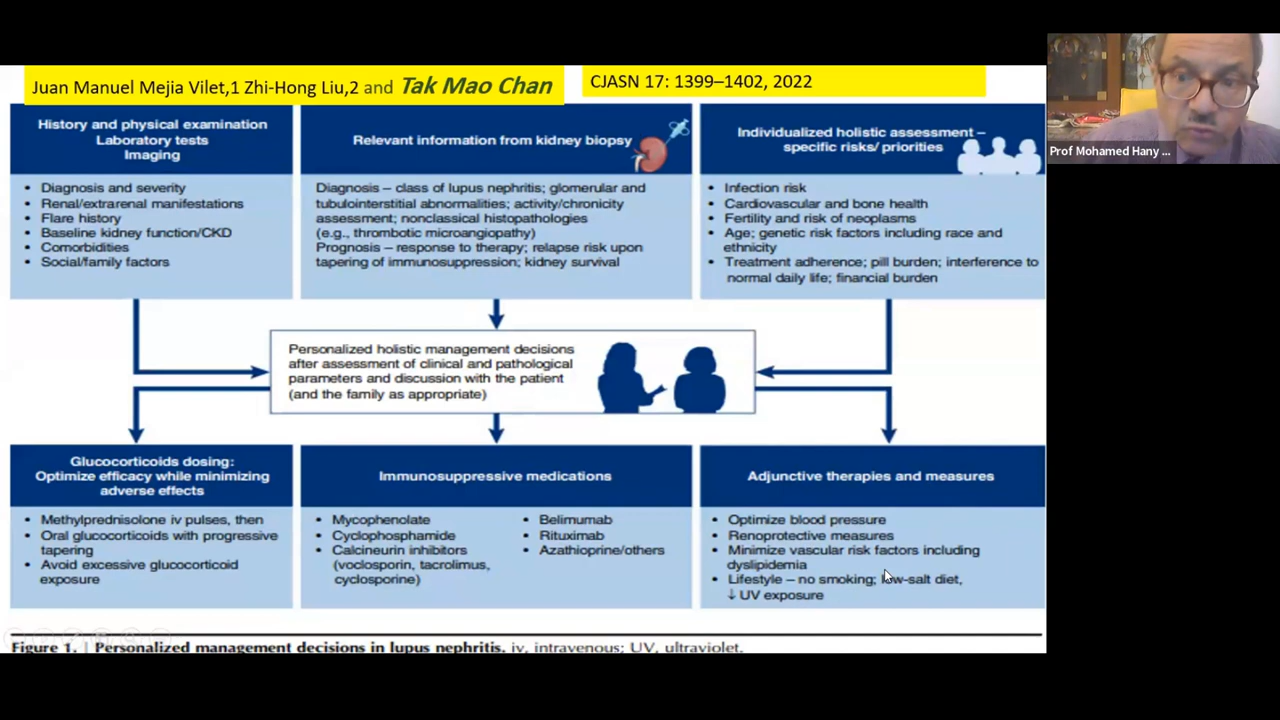 Juan Manuel Mejia Vilet,1 Zhi-Hong Liu,2 and Tak Mao Chan
CJASN 17: 1399–1402, 2022
Prof Mohamed Hany ...
History and physical examination
Laboratory tests
Imaging
• Diagnosis and severity
• Renal/extrarenal manifestations
• Flare history
• Baseline kidney function/CKD
• Comorbidities
• Social/family factors
Relevant information from kidney biopsy
Diagnosis – class of lupus nephritis; glomerular and
tubulointerstitial abnormalities; activity/chronicity
assessment; nonclassical histopathologies
(e.g., thrombotic microangiopathy)
Prognosis – response to therapy; relapse risk upon
tapering of immunosuppression; kidney survival
Individualized holistic assessment –
specific risks/ priorities
• Infection risk
• Cardiovascular and bone health
• Fertility and risk of neoplasms
• Age; genetic risk factors including race and
ethnicity
• Treatment adherence; pill burden; interference to
normal daily life; financial burden
Personalized holistic management decisions
after assessment of clinical and pathological
parameters and discussion with the patient
(and the family as appropriate)
Glucocorticoids dosing:
Optimize efficacy while minimizing
adverse effects
• Methylprednisolone iv pulses, then
• Oral glucocorticoids with progressive
tapering
• Avoid excessive glucocorticoid
exposure
Immunosuppressive medications
• Mycophenolate
• Cyclophosphamide
• Calcineurin inhibitors
(voclosporin, tacrolimus,
cyclosporine)
• Belimumab
• Rituximab
• Azathioprine/others
Adjunctive therapies and measures
• Optimize blood pressure
• Renoprotective measures
• Minimize vascular risk factors including
dyslipidemia
• Lifestyle – no smoking; low-salt diet,
↓ UV exposure
Figure 1. | Personalized management decisions in lupus nephritis. iv, intravenous; UV, ultraviolet.